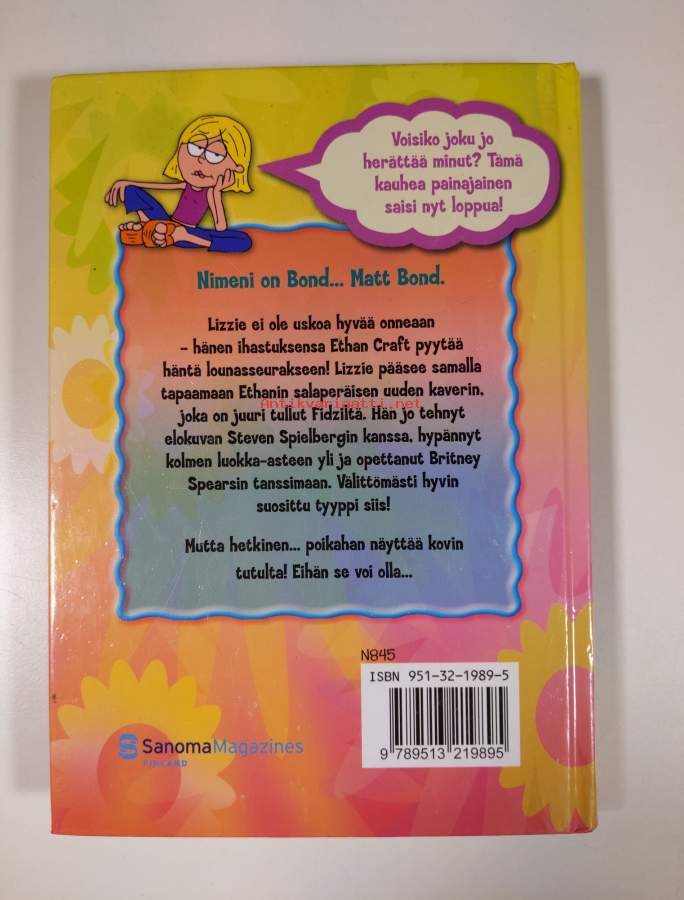 Voisiko joku jo
herättää minut? Tämä
kauhea painajainen
saisi nyt loppua!
Nimeni on Bond... Matt Bond.
Lizzie ei ole uskoa hyvää onneaan
– hänen ihastuksensa Ethan Craft pyytää
häntä lounasseurakseen! Lizzie pääsee samalla
tapaamaan Ethanin salaperäisen uuden kaverin,
Antikvariaatti.net
joka on juuri tullut Fidziltä. Hän jo tehnyt
elokuvan Steven Spielbergin kanssa, hypännyt
kolmen luokka-asteen yli ja opettanut Britney
Spearsin tanssimaan. Välittömästi hyvin
suosittu tyyppi siis!
Mutta hetkinen... poikahan näyttää kovin
tutulta! Eihän se voi olla...
N845
ISBN 951-32-1989-5
9 789513 219895
SanomaMagazines
FINLAND